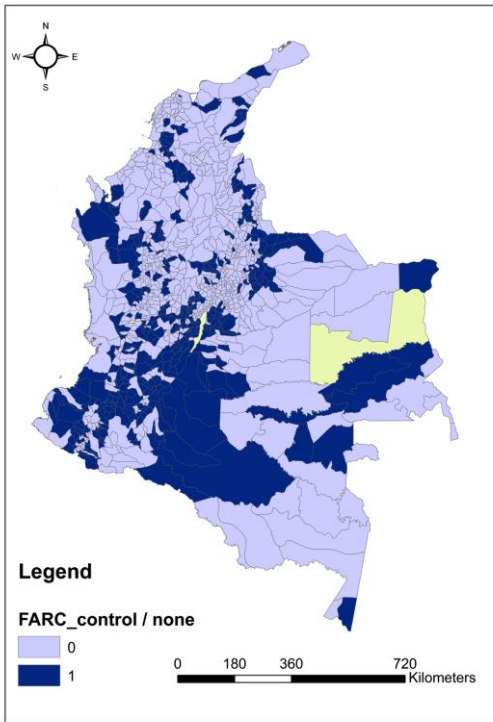 N
W E
S
Legend
FARC_control / none
0
1
0 180 360 720
Kilometers